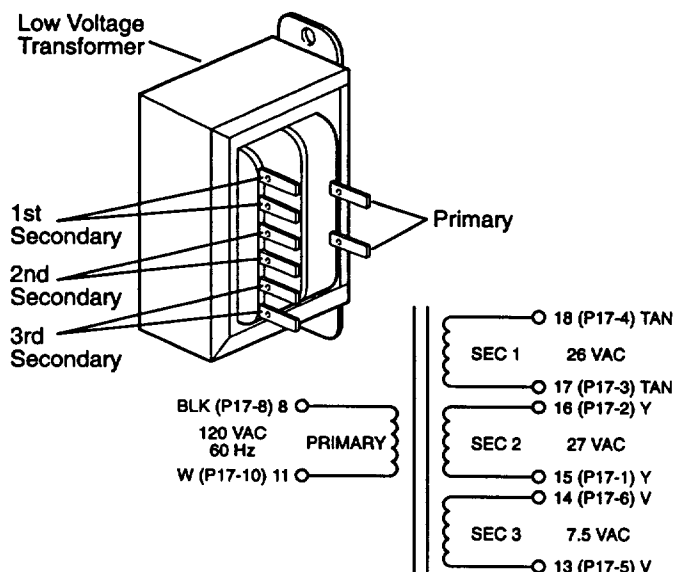 Low Voltage
Transformer
1st
Secondary
2nd
Secondary
3rd
Secondary
Primary
BLK (P17-8) 8
120 VAC
60 Hz
W (P17-10) 11
PRIMARY
18 (P17-4) TAN
SEC 1 26 VAC
17 (P17-3) TAN
16 (P17-2) Y
SEC 2 27 VAC
15 (P17-1) Y
14 (P17-6) V
SEC 3 7.5 VAC
13 (P17-5) V